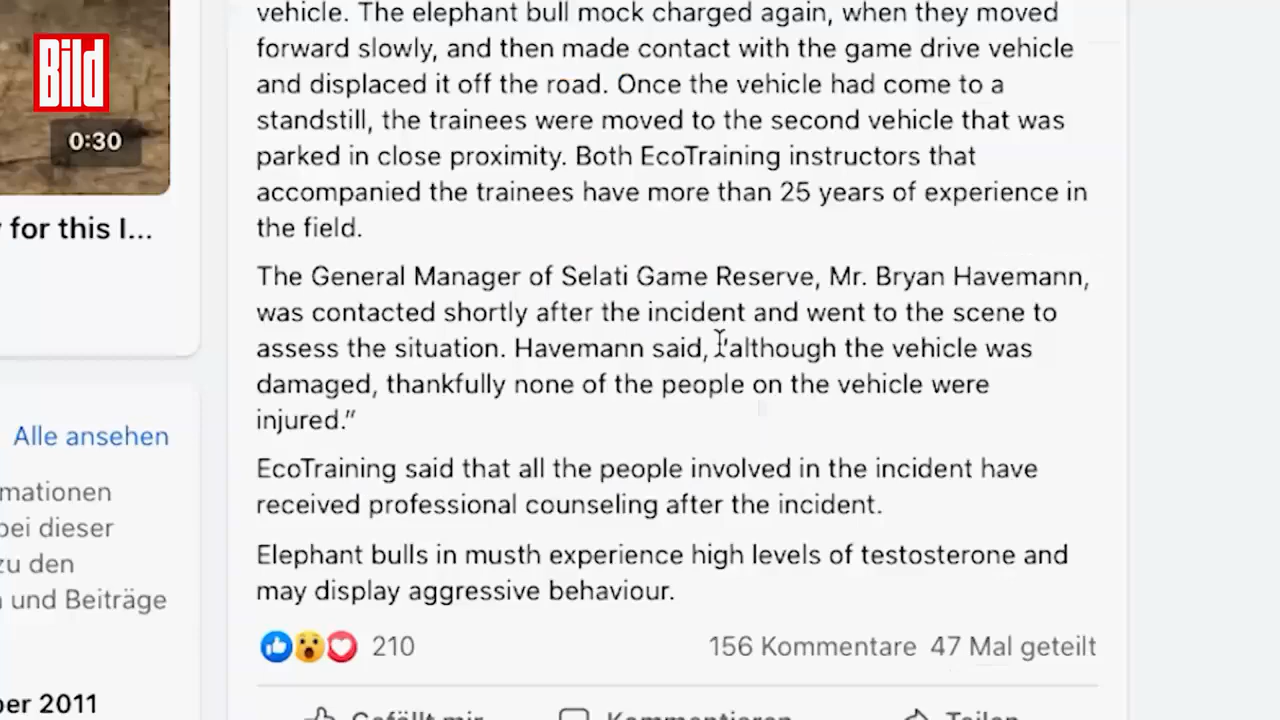 Bild
0:30
for this I...
Alle ansehen
mationen
bei dieser
zu den
und Beiträge
ber 2011
vehicle. The elephant bull mock charged again, when they moved
forward slowly, and then made contact with the game drive vehicle
and displaced it off the road. Once the vehicle had come to a
standstill, the trainees were moved to the second vehicle that was
parked in close proximity. Both EcoTraining instructors that
accompanied the trainees have more than 25 years of experience in
the field.
The General Manager of Selati Game Reserve, Mr. Bryan Havemann,
was contacted shortly after the incident and went to the scene to
assess the situation. Havemann said, “although the vehicle was
damaged, thankfully none of the people on the vehicle were
injured.”
EcoTraining said that all the people involved in the incident have
received professional counseling after the incident.
Elephant bulls in musth experience high levels of testosterone and
may display aggressive behaviour.
210
156 Kommentare 47 Mal geteilt
Gefällt mir Kommentieren Teilen